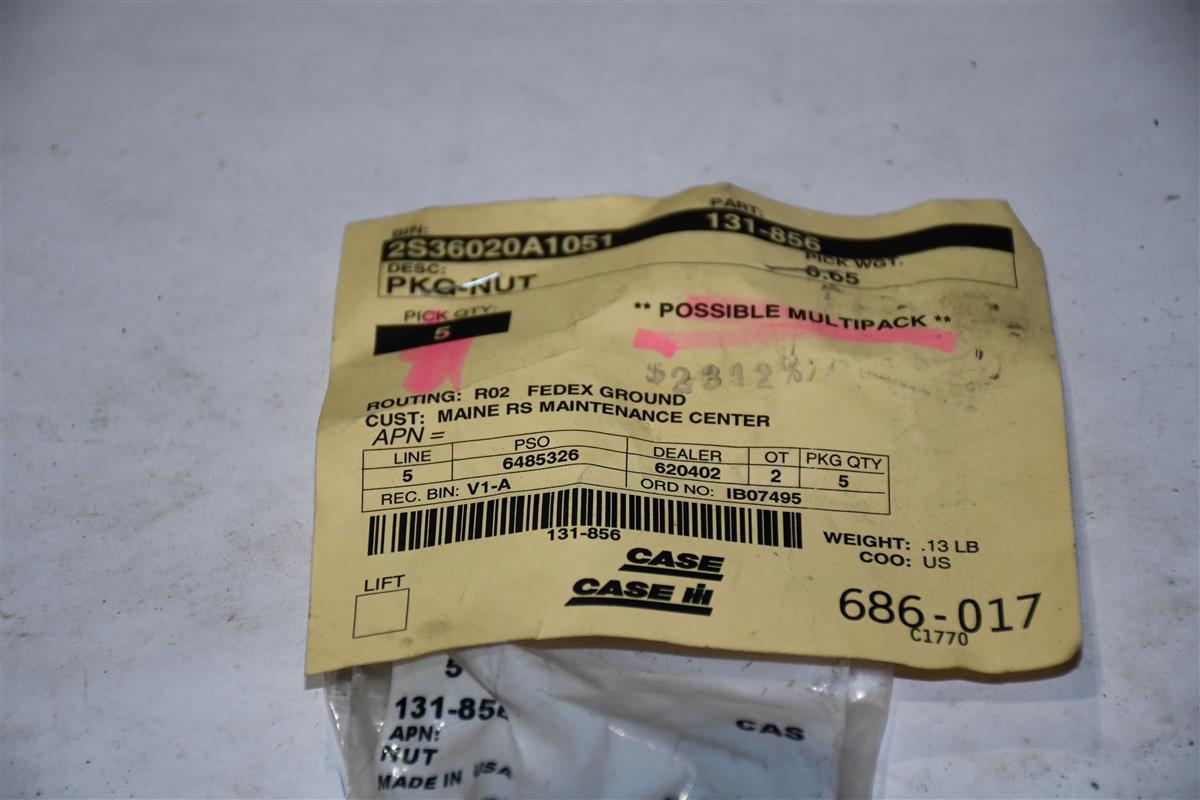 BIN: PART:
2S36020A1051 131-856
DESC: PICK WGT:
PKG-NUT 0.65
PICK QTY:
5
** POSSIBLE MULTIPACK **
ROUTING: R02 FEDEX GROUND
CUST: MAINE RS MAINTENANCE CENTER
APN =
LINE PSO DEALER OT PKG QTY
5 6485326 620402 2 5
REC. BIN: V1-A ORD NO: IB07495
131-856
WEIGHT: .13 LB
COO: US
CASE
CASE IH
LIFT
686-017
C1770
5
131-856
CAS
APN:
NUT
MADE IN USA